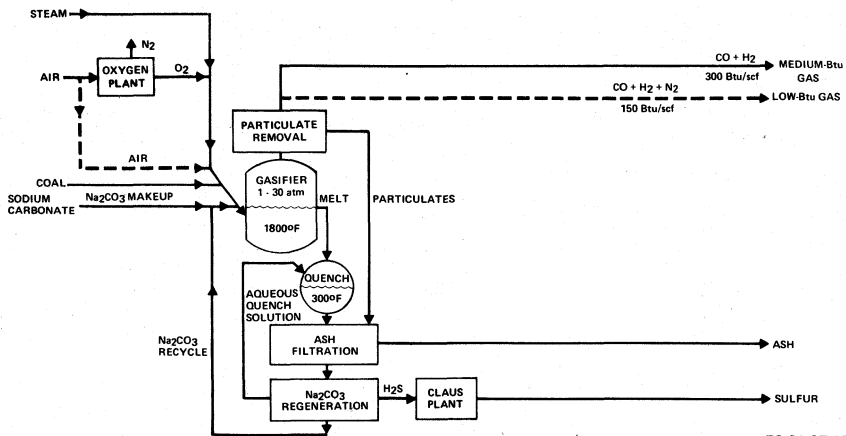 STEAM
N2
AIR
OXYGEN
PLANT
O2
AIR
COAL
SODIUM
CARBONATE
Na2CO3 MAKEUP
CO + H2
300 Btu/scf
MEDIUM-Btu
GAS
CO + H2 + N2
150 Btu/scf
LOW-Btu GAS
PARTICULATE
REMOVAL
GASIFIER
1 - 30 atm
1800ºF
MELT
PARTICULATES
QUENCH
300ºF
AQUEOUS
QUENCH
SOLUTION
Na2CO3
RECYCLE
ASH
FILTRATION
ASH
Na2CO3
REGENERATION
H2S
CLAUS
PLANT
SULFUR